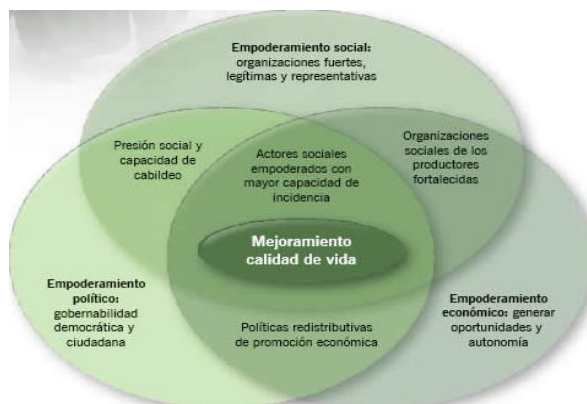 Empoderamiento social:
organizaciones fuertes,
legítimas y representativas
Presión social y
capacidad de
cabildeo
Actores sociales
empoderados con
mayor capacidad de
incidencia
Organizaciones
sociales de los
productores
fortalecidas
Mejoramiento
calidad de vida
Empoderamiento
político:
gobernabilidad
democrática y
ciudadana
Políticas redistributivas
de promoción económica
Empoderamiento
económico: generar
oportunidades y
autonomía